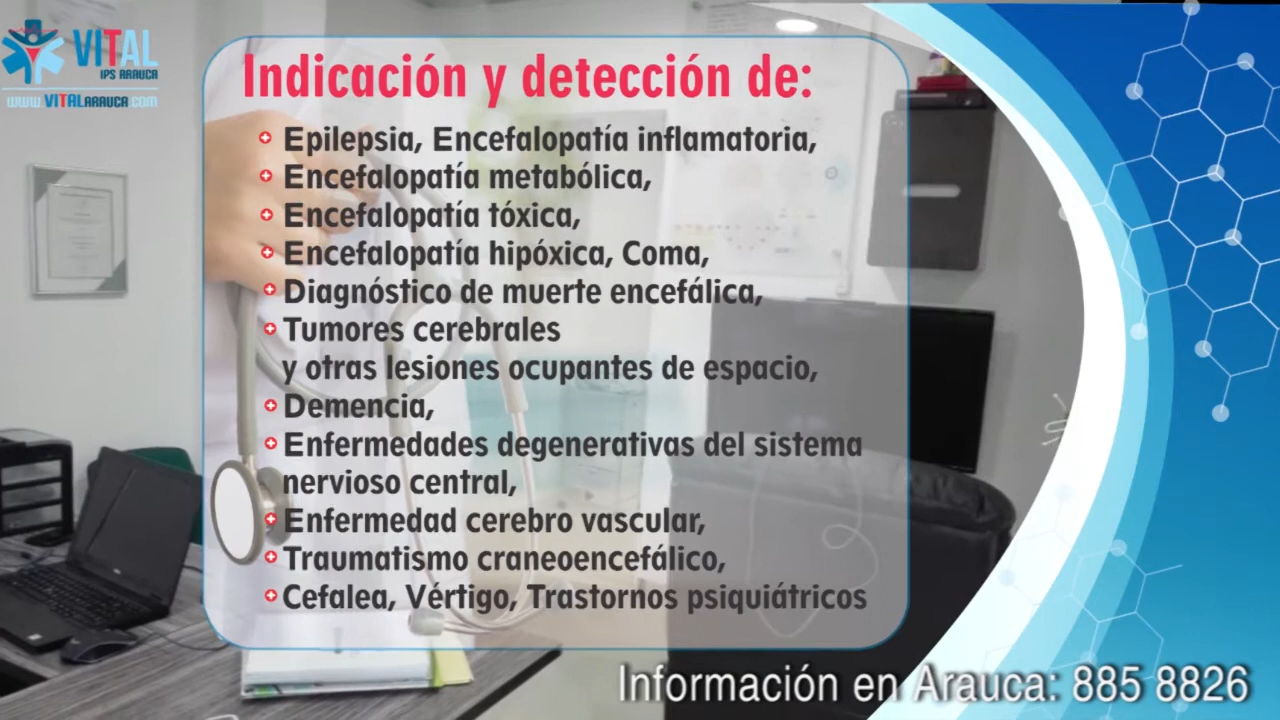 VITAL
IPS ARAUCA
www.VITALARAUCA.com
Indicación y detección de:
Epilepsia, Encefalopatía inflamatoria,
Encefalopatía metabólica,
Encefalopatía tóxica,
Encefalopatía hipóxica, Coma,
Diagnóstico de muerte encefálica,
Tumores cerebrales
y otras lesiones ocupantes de espacio,
Demencia,
Enfermedades degenerativas del sistema
nervioso central,
Enfermedad cerebro vascular,
Traumatismo craneoencefálico,
Cefalea, Vértigo, Trastornos psiquiátricos
Información en Arauca: 885 8826